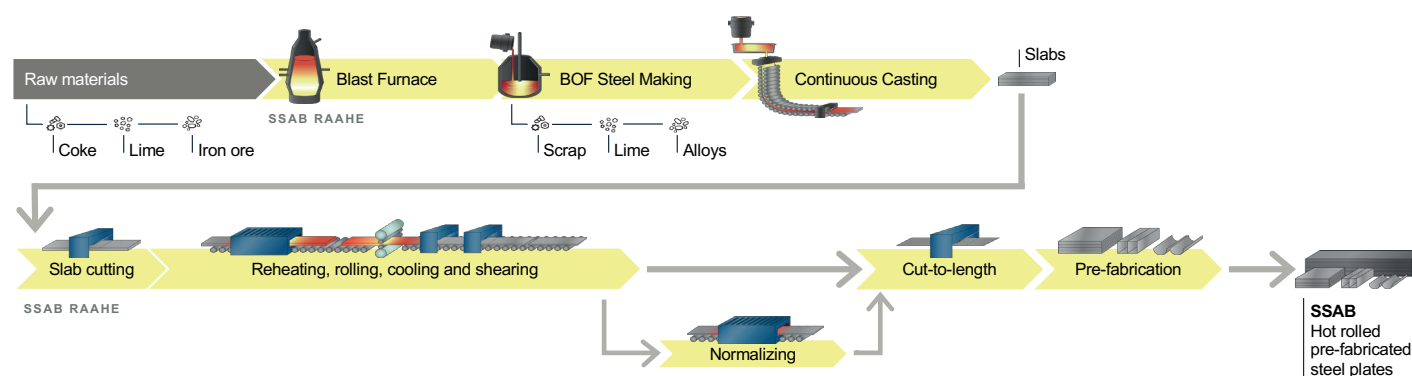 Slabs
Raw materials
Blast Furnace
BOF Steel Making
Continuous Casting
SSAB RAAHE
Coke
Lime
Iron ore
Scrap
Lime
Alloys
Slab cutting
Reheating, rolling, cooling and shearing
Cut-to-length
Pre-fabrication
SSAB RAAHE
Normalizing
SSAB
Hot rolled
pre-fabricated
steel plates